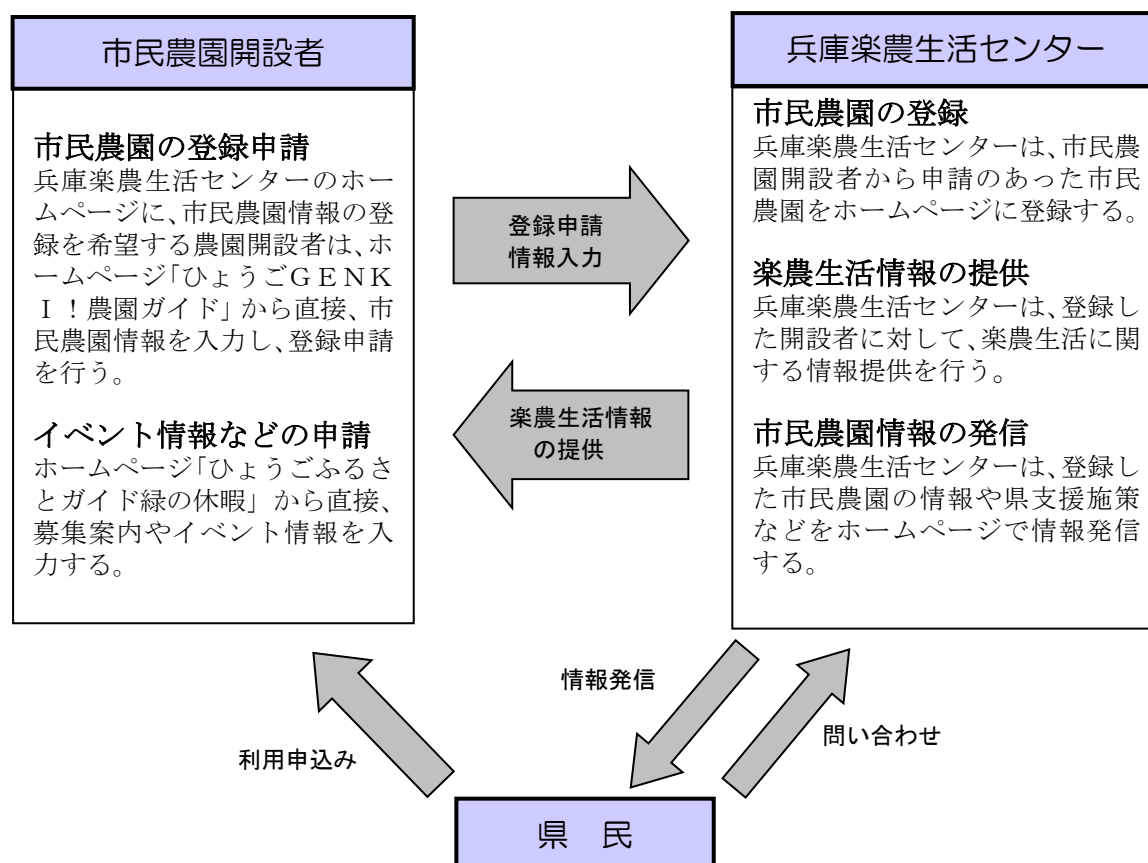 市民農園開設者
市民農園の登録申請
兵庫楽農生活センターのホー
ムページに、市民農園情報の登
録を希望する農園開設者は、ホ
ームページ「ひょうごＧＥＮＫ
Ｉ！農園ガイド」から直接、市
民農園情報を入力し、登録申請
を行う。
イベント情報などの申請
ホームページ「ひょうごふるさ
とガイド緑の休暇」から直接、
募集案内やイベント情報を入
力する。
登録申請
情報入力
楽農生活情報
の提供
兵庫楽農生活センター
市民農園の登録
兵庫楽農生活センターは、市民農
園開設者から申請のあった市民
農園をホームページに登録する。
楽農生活情報の提供
兵庫楽農生活センターは、登録し
た開設者に対して、楽農生活に関
する情報提供を行う。
市民農園情報の発信
兵庫楽農生活センターは、登録し
た市民農園の情報や県支援施策
などをホームページで情報発信
する。
情報発信
問い合わせ
利用申込み
県　民